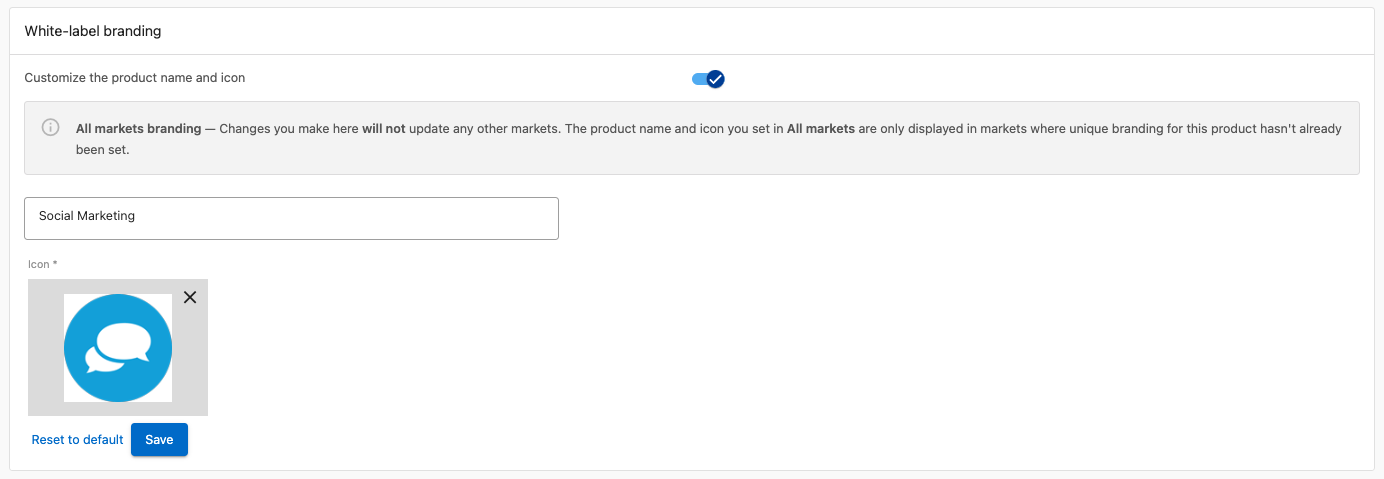 White-label branding
Customize the product name and icon
All markets branding — Changes you make here will not update any other markets. The product name and icon you set in All markets are only displayed in markets where unique branding for this product hasn't already
been set.
Social Marketing
Icon *
Reset to default Save